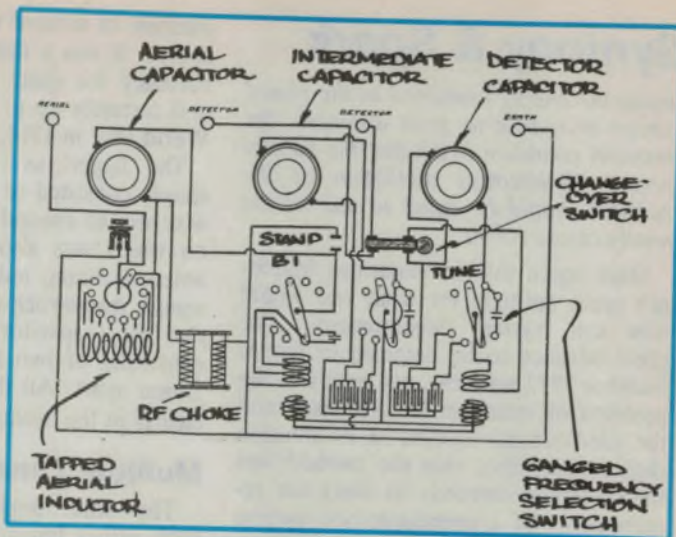 AERIAL
CAPACITOR
INTERMEDIATE
CAPACITOR
DETECTOR
CAPACITOR
AERIAL
DETECTOR
DETECTOR
EARTH
CHANGE-
OVER
SWITCH
STAND
BI
TUNE
RF CHOKE
TAPPED
AERIAL
INDUCTOR
GANGED
FREQUENCY
SELECTION
SWITCH